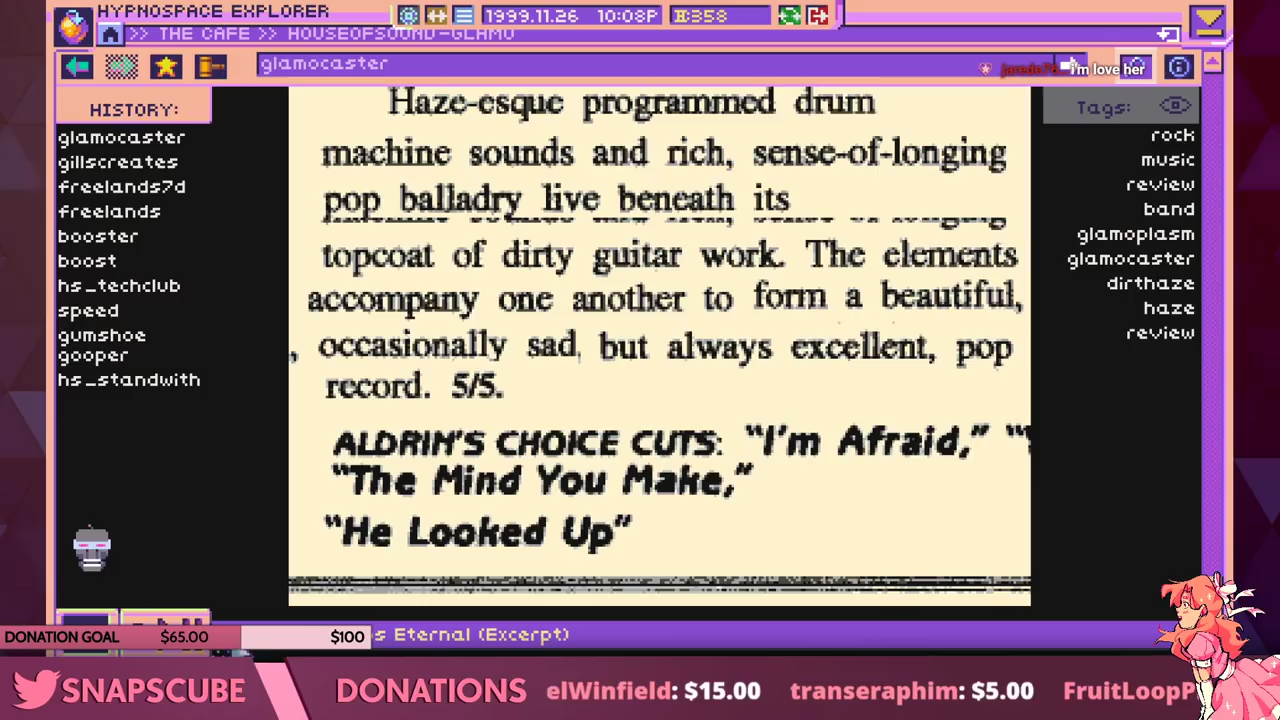 HYPNOSPACE EXPLORER
1999.11.26 10:08P
358
>> THE CAFE >> HOUSEOFSOUND-GLAMO
glamocaster
jarede76
i'm love her
HISTORY:
glamocaster
gillscreates
freelands7d
freelands
booster
boost
hs_techclub
speed
gumshoe
gooper
hs_standwith
Haze-esque programmed drum
machine sounds and rich, sense-of-longing
pop balladry live beneath its
topcoat of dirty guitar work. The elements
accompany one another to form a beautiful,
, occasionally sad, but always excellent, pop
record. 5/5.
ALDRIN'S CHOICE CUTS: "I'm Afraid,"
"The Mind You Make,"
"He Looked Up"
Tags:
rock
music
review
band
glamoplasm
glamocaster
dirthaze
haze
review
s Eternal (Excerpt)
DONATION GOAL $65.00 $100
SNAPSCUBE DONATIONS elWinfield: $15.00 transeraphim: $5.00 FruitLoopP